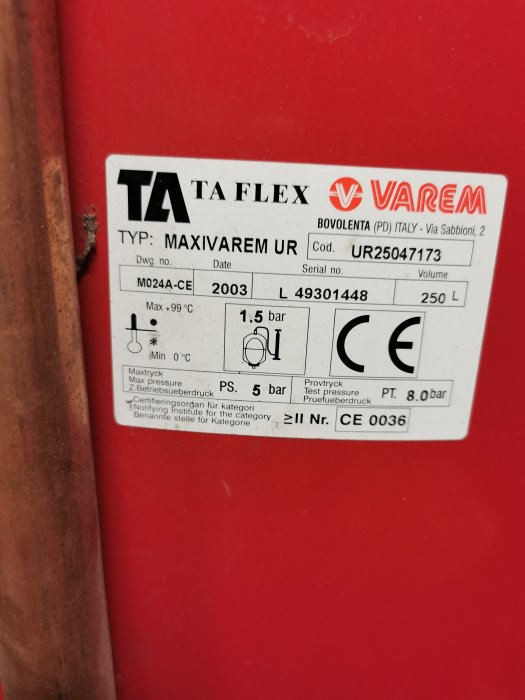 TA TA FLEX VAREM
BOVOLENTA (PD) ITALY - Via Sabbioni, 2
TYP: MAXIVAREM UR Cod. UR25047173
Dwg. no. Date Serial no. Volume
M024A-CE 2003 L 49301448 250 L
Max +99 °C
1.5 bar
CE
Min 0 °C
Maxtryck
Max pressure
Z.Betriebsueberdruck
PS. 5 bar
Provtryck
Test pressure
Pruefueberdruck
PT. 8.0 bar
Certifieringsorgan för kategori
Notifying Institute for the category
Benannte stelle für Kategorie
≥II Nr. CE 0036